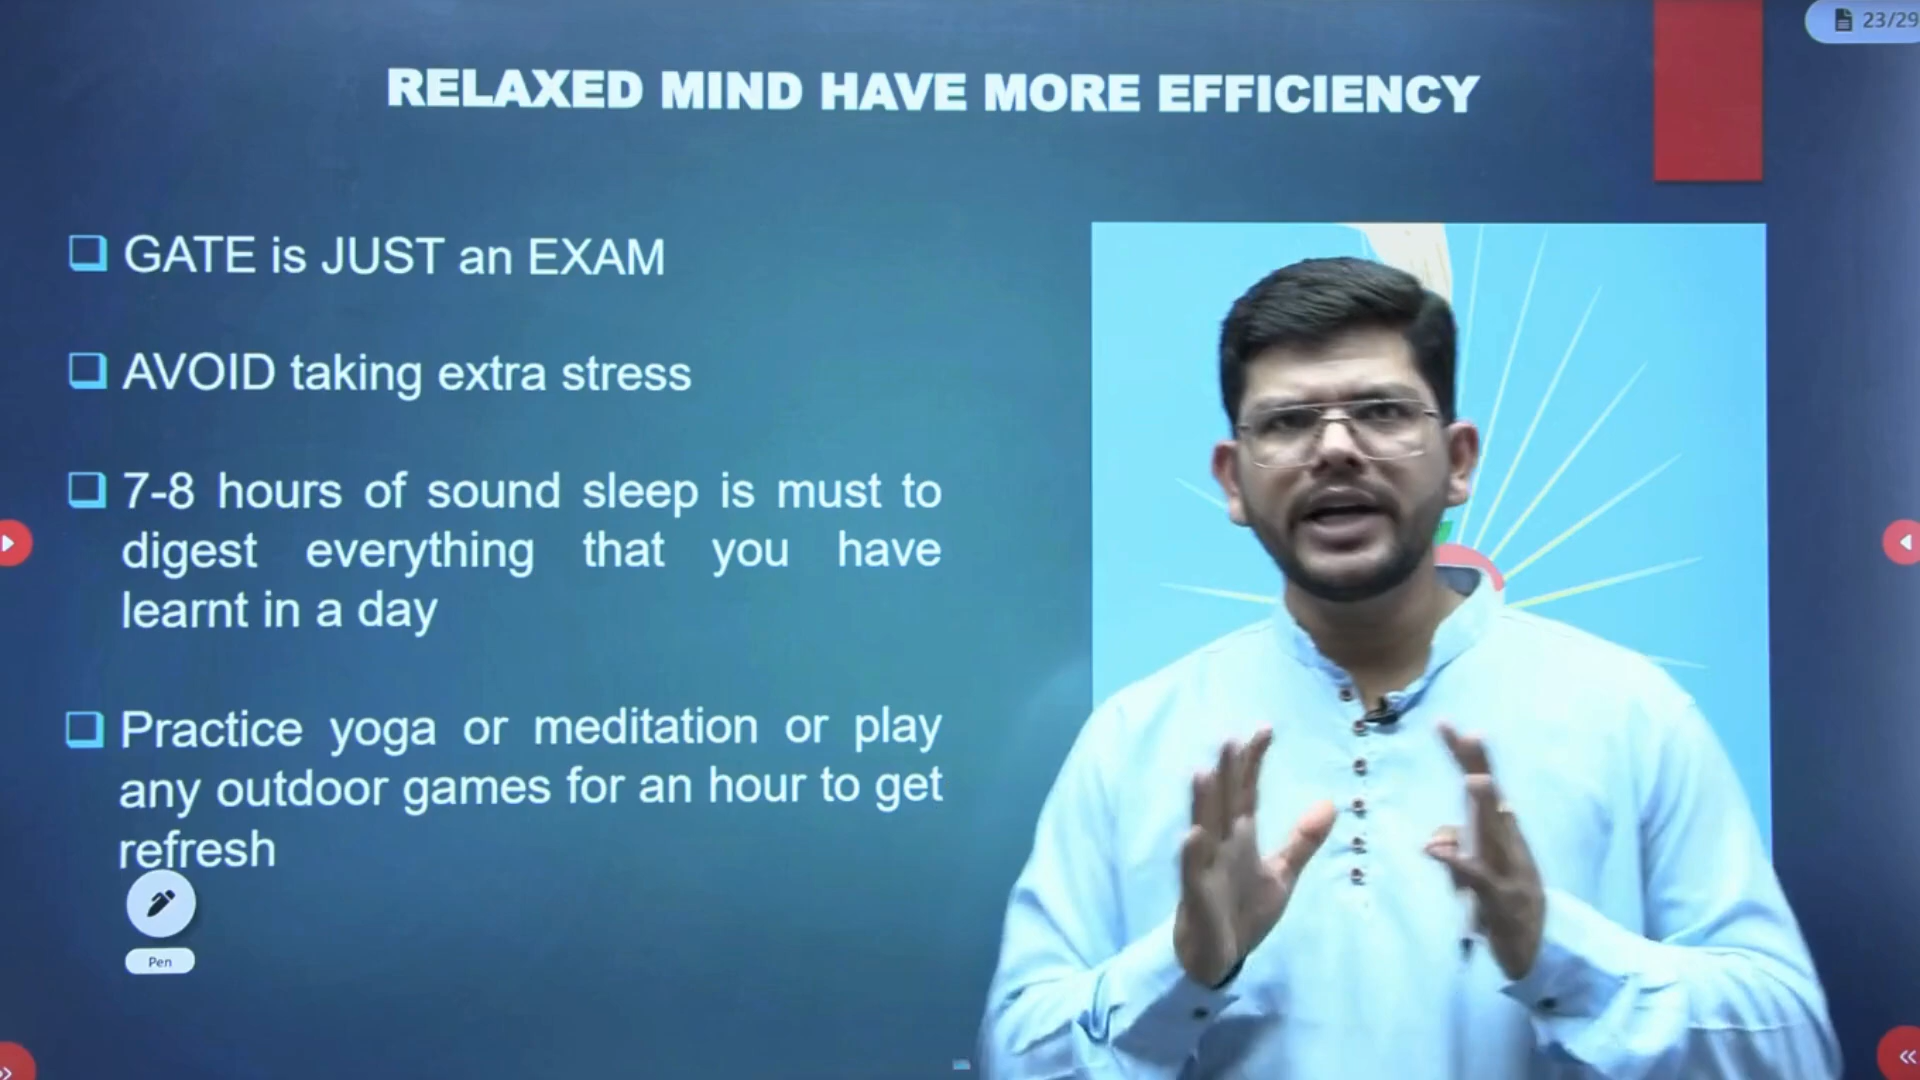 23/29
RELAXED MIND HAVE MORE EFFICIENCY
GATE is JUST an EXAM
AVOID taking extra stress
7-8 hours of sound sleep is must to
digest everything that you have
learnt in a day
Practice yoga or meditation or play
any outdoor games for an hour to get
refresh
Pen